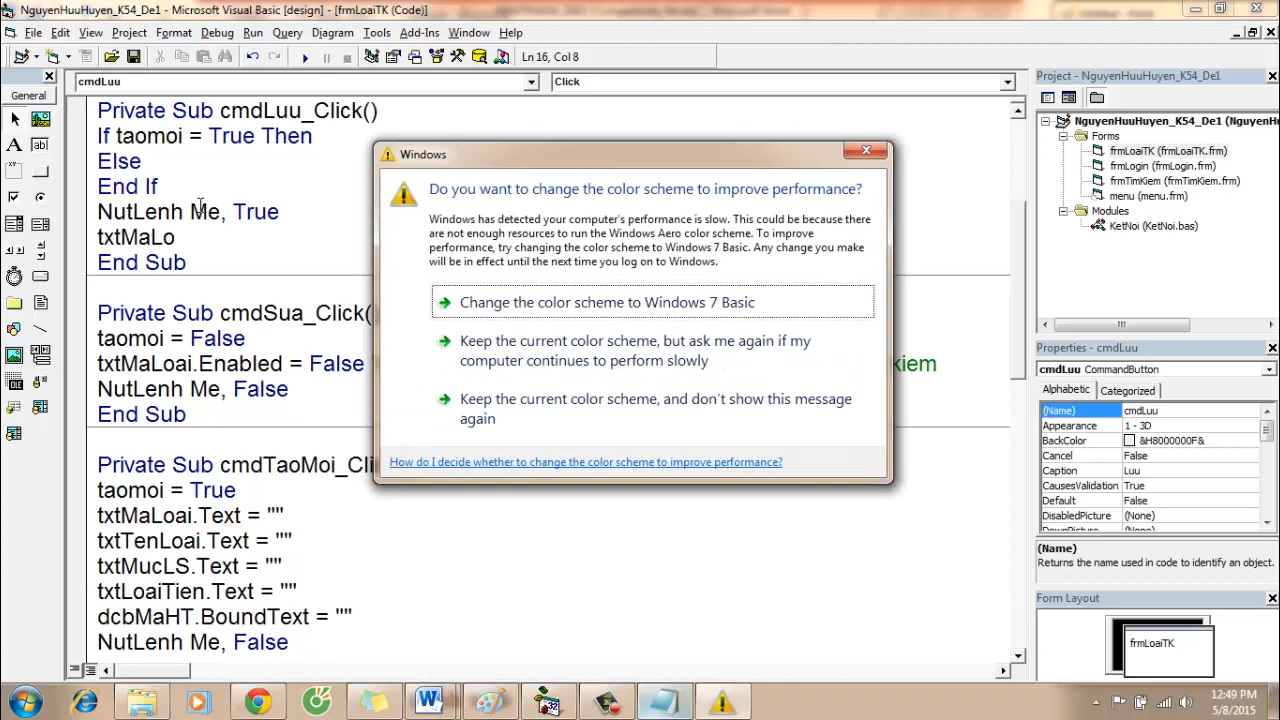 NguyenHuuHuyen_K54_De1 - Microsoft Visual Basic [design] - [frmLoaiTK (Code)]
File Edit View Project Format Debug Run Query Diagram Tools Add-Ins Window Help
Ln 16, Col 8
General
cmdLuu Click
Private Sub cmdLuu_Click()
If taomoi = True Then
Else
End If
NutLenh Me, True
txtMaLo
End Sub
Private Sub cmdSua_Click(
taomoi = False
txtMaLoai.Enabled = False
kiem
NutLenh Me, False
End Sub
Private Sub cmdTaoMoi_Cli
taomoi = True
txtMaLoai.Text = ""
txtTenLoai.Text = ""
txtMucLS.Text = ""
txtLoaiTien.Text = ""
dcbMaHT.BoundText = ""
NutLenh Me, False
Windows
Do you want to change the color scheme to improve performance?
Windows has detected your computer's performance is slow. This could be because there
are not enough resources to run the Windows Aero color scheme. To improve
performance, try changing the color scheme to Windows 7 Basic. Any change you make
will be in effect until the next time you log on to Windows.
Change the color scheme to Windows 7 Basic
Keep the current color scheme, but ask me again if my
computer continues to perform slowly
Keep the current color scheme, and don't show this message
again
How do I decide whether to change the color scheme to improve performance?
Project - NguyenHuuHuyen_K54_De1
NguyenHuuHuyen_K54_De1 (NguyenHu
Forms
frmLoaiTK (frmLoaiTK.frm)
frmLogin (frmLogin.frm)
frmTimKiem (frmTimKiem.frm)
menu (menu.frm)
Modules
KetNoi (KetNoi.bas)
Properties - cmdLuu
cmdLuu CommandButton
Alphabetic Categorized
(Name) cmdLuu
Appearance 1 - 3D
BackColor &H8000000F&
Cancel False
Caption Luu
CausesValidation True
Default False
DisabledPicture (None)
DownPicture (None)
(Name)
Returns the name used in code to identify an object.
Form Layout
frmLoaiTK
12:49 PM
5/8/2015